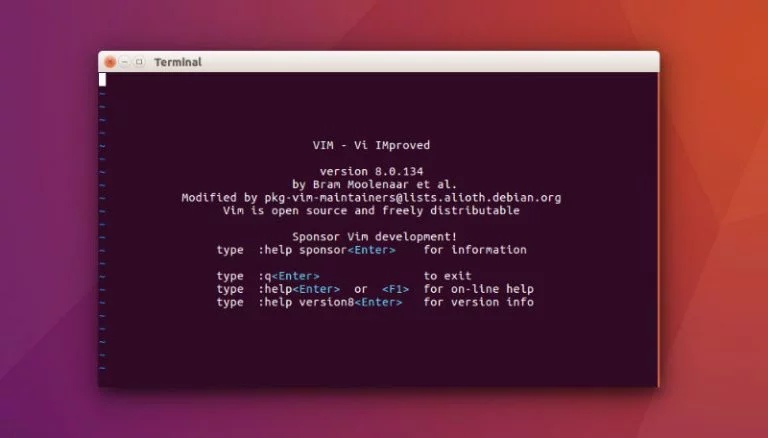 Terminal
~
~
~
~
VIM - Vi IMproved
~
~
version 8.0.134
~
by Bram Moolenaar et al.
~
Modified by pkg-vim-maintainers@lists.alioth.debian.org
~
Vim is open source and freely distributable
~
~
Sponsor Vim development!
~
type :help sponsor<Enter> for information
~
~
type :q<Enter> to exit
~
type :help<Enter> or <F1> for on-line help
~
type :help version8<Enter> for version info
~
~
~
~
~
~